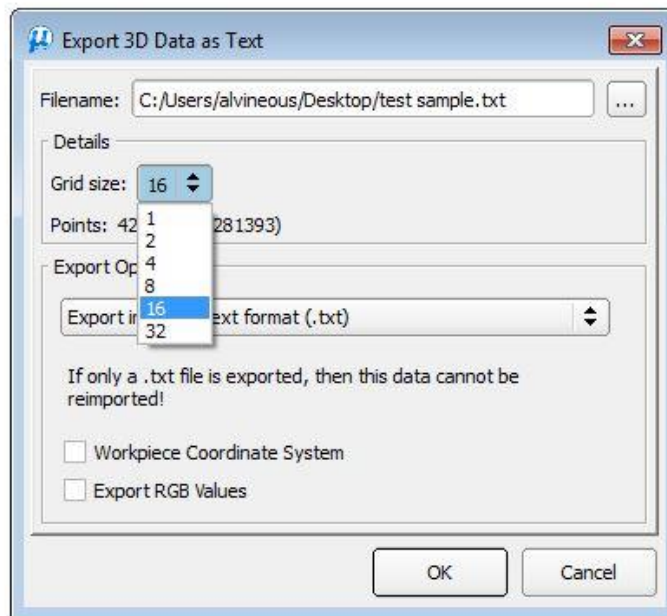 Export 3D Data as Text
Filename: C:/Users/alvineous/Desktop/test sample.txt ...
Details
Grid size: 16
1
Points: 42 281393)
2
4
Export Op
8
16
Export in ext format (.txt)
32
If only a .txt file is exported, then this data cannot be
reimported!
Workpiece Coordinate System
Export RGB Values
OK Cancel